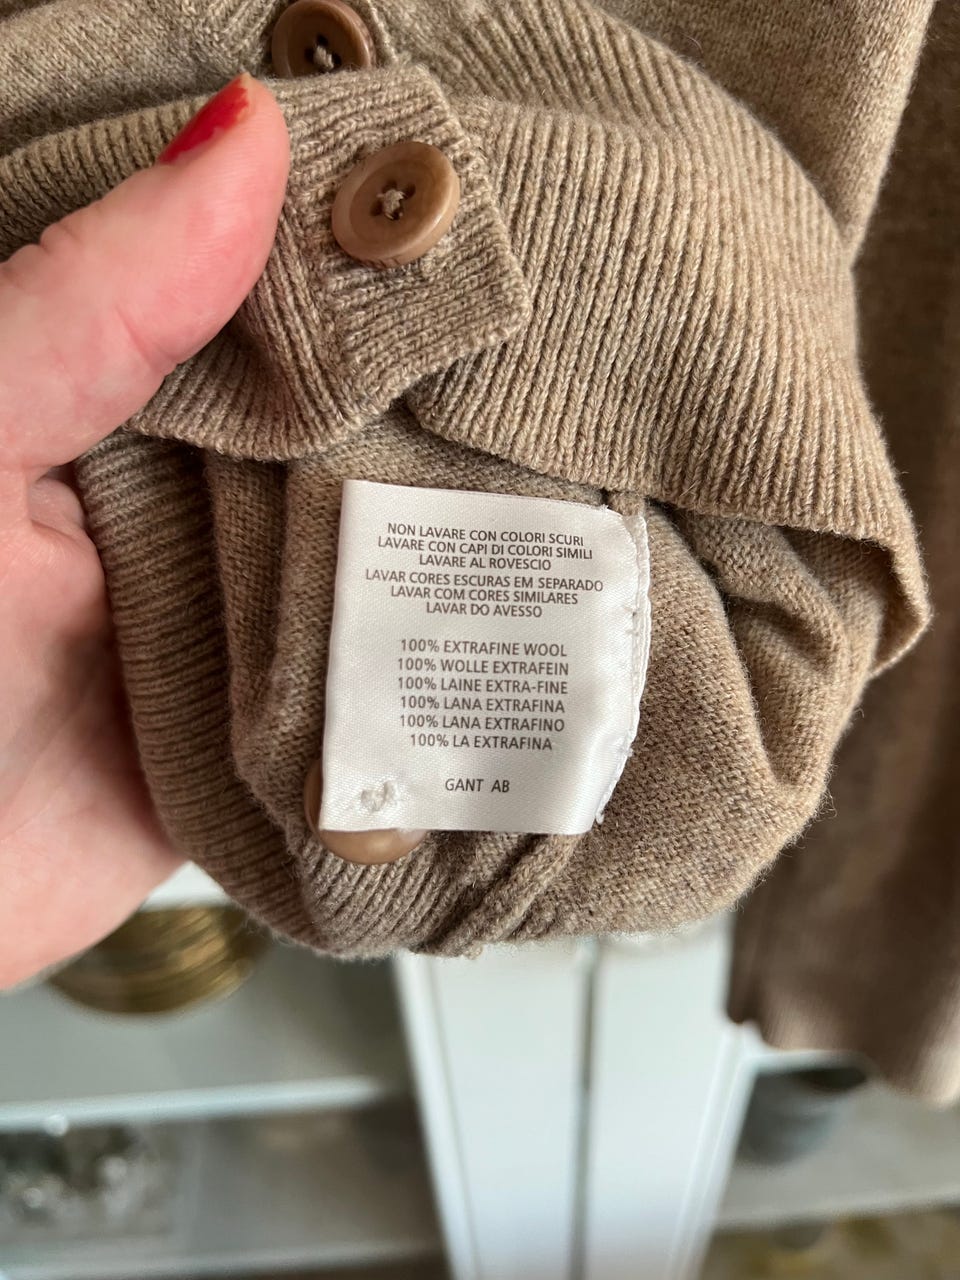 NON LAVARE CON COLORI SCURI
LAVARE CON CAPI DI COLORI SIMILI
LAVARE AL ROVESCIO
LAVAR CORES ESCURAS EM SEPARADO
LAVAR COM CORES SIMILARES
LAVAR DO AVESSO
100% EXTRAFINE WOOL
100% WOLLE EXTRAFEIN
100% LAINE EXTRA-FINE
100% LANA EXTRAFINA
100% LANA EXTRAFINO
100% LA EXTRAFINA
GANT AB